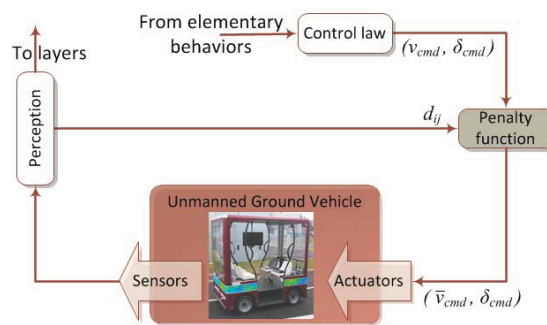 From elementary
behaviors
Control law
(v_cmd, δ_cmd)
To layers
Perception
d_ij
Penalty
function
Unmanned Ground Vehicle
Sensors
Actuators
(v̄_cmd, δ_cmd)